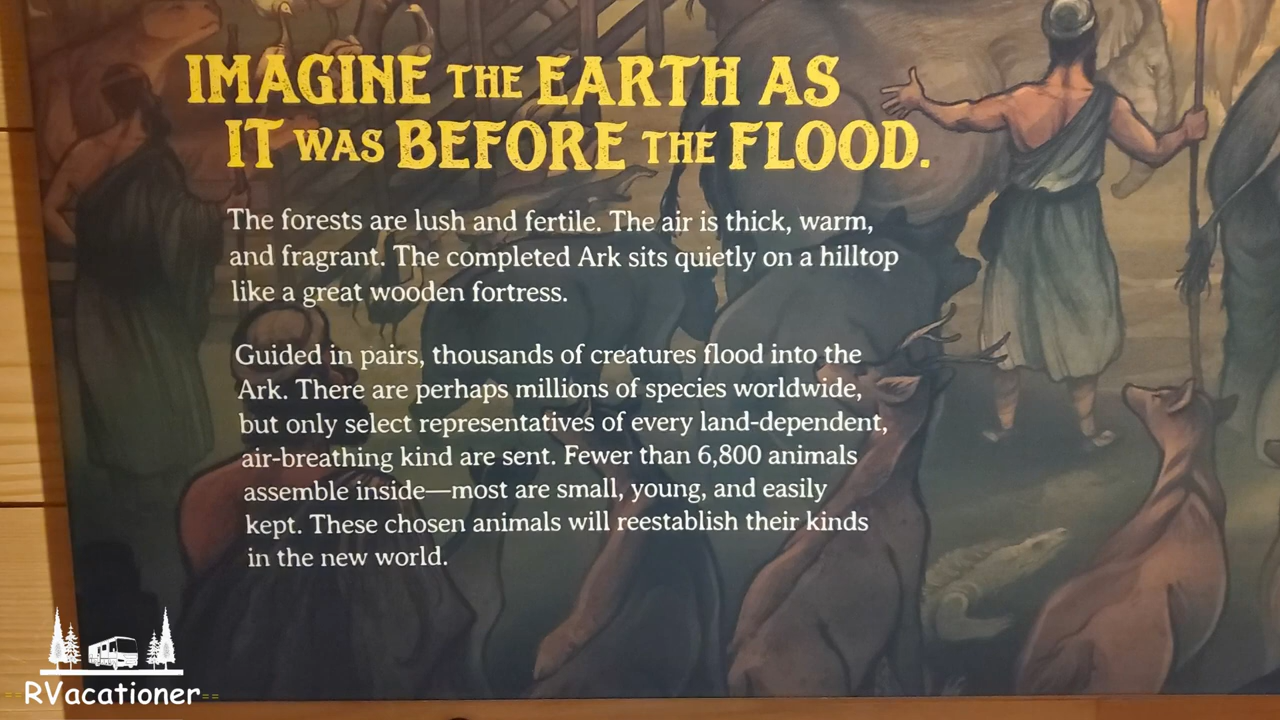 IMAGINE THE EARTH AS
IT WAS BEFORE THE FLOOD.
The forests are lush and fertile. The air is thick, warm,
and fragrant. The completed Ark sits quietly on a hilltop
like a great wooden fortress.
Guided in pairs, thousands of creatures flood into the
Ark. There are perhaps millions of species worldwide,
but only select representatives of every land-dependent,
air-breathing kind are sent. Fewer than 6,800 animals
assemble inside—most are small, young, and easily
kept. These chosen animals will reestablish their kinds
in the new world.
RVacationer